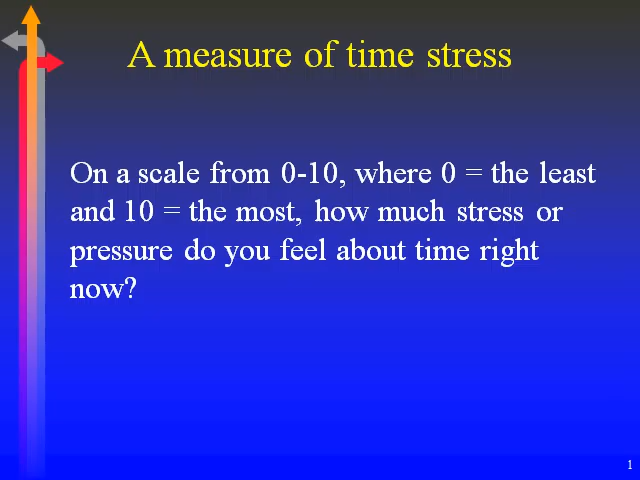 A measure of time stress
On a scale from 0-10, where 0 = the least
and 10 = the most, how much stress or
pressure do you feel about time right
now?
1